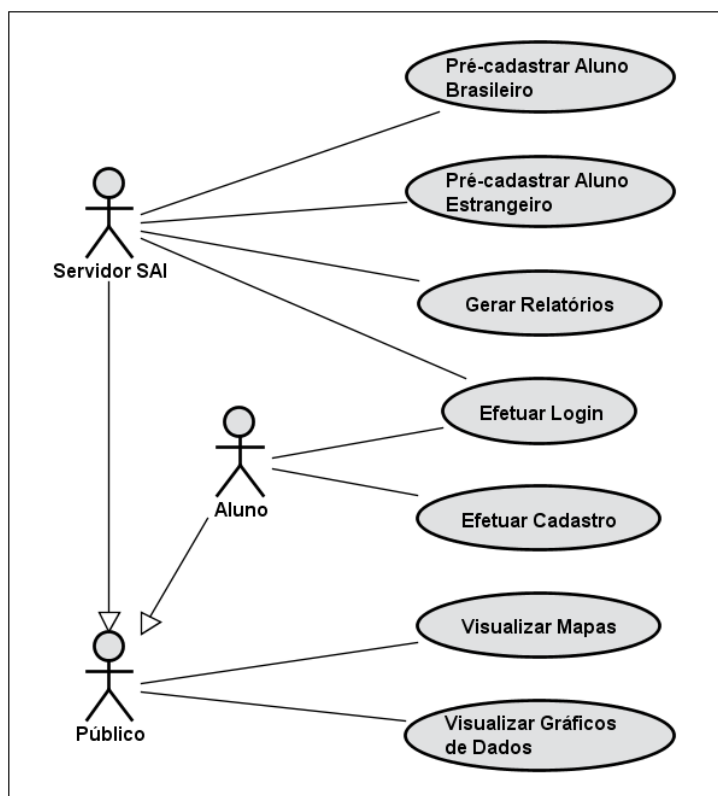 Pré-cadastrar Aluno
Brasileiro
Pré-cadastrar Aluno
Estrangeiro
Servidor SAI
Gerar Relatórios
Efetuar Login
Aluno
Efetuar Cadastro
Visualizar Mapas
Público
Visualizar Gráficos
de Dados